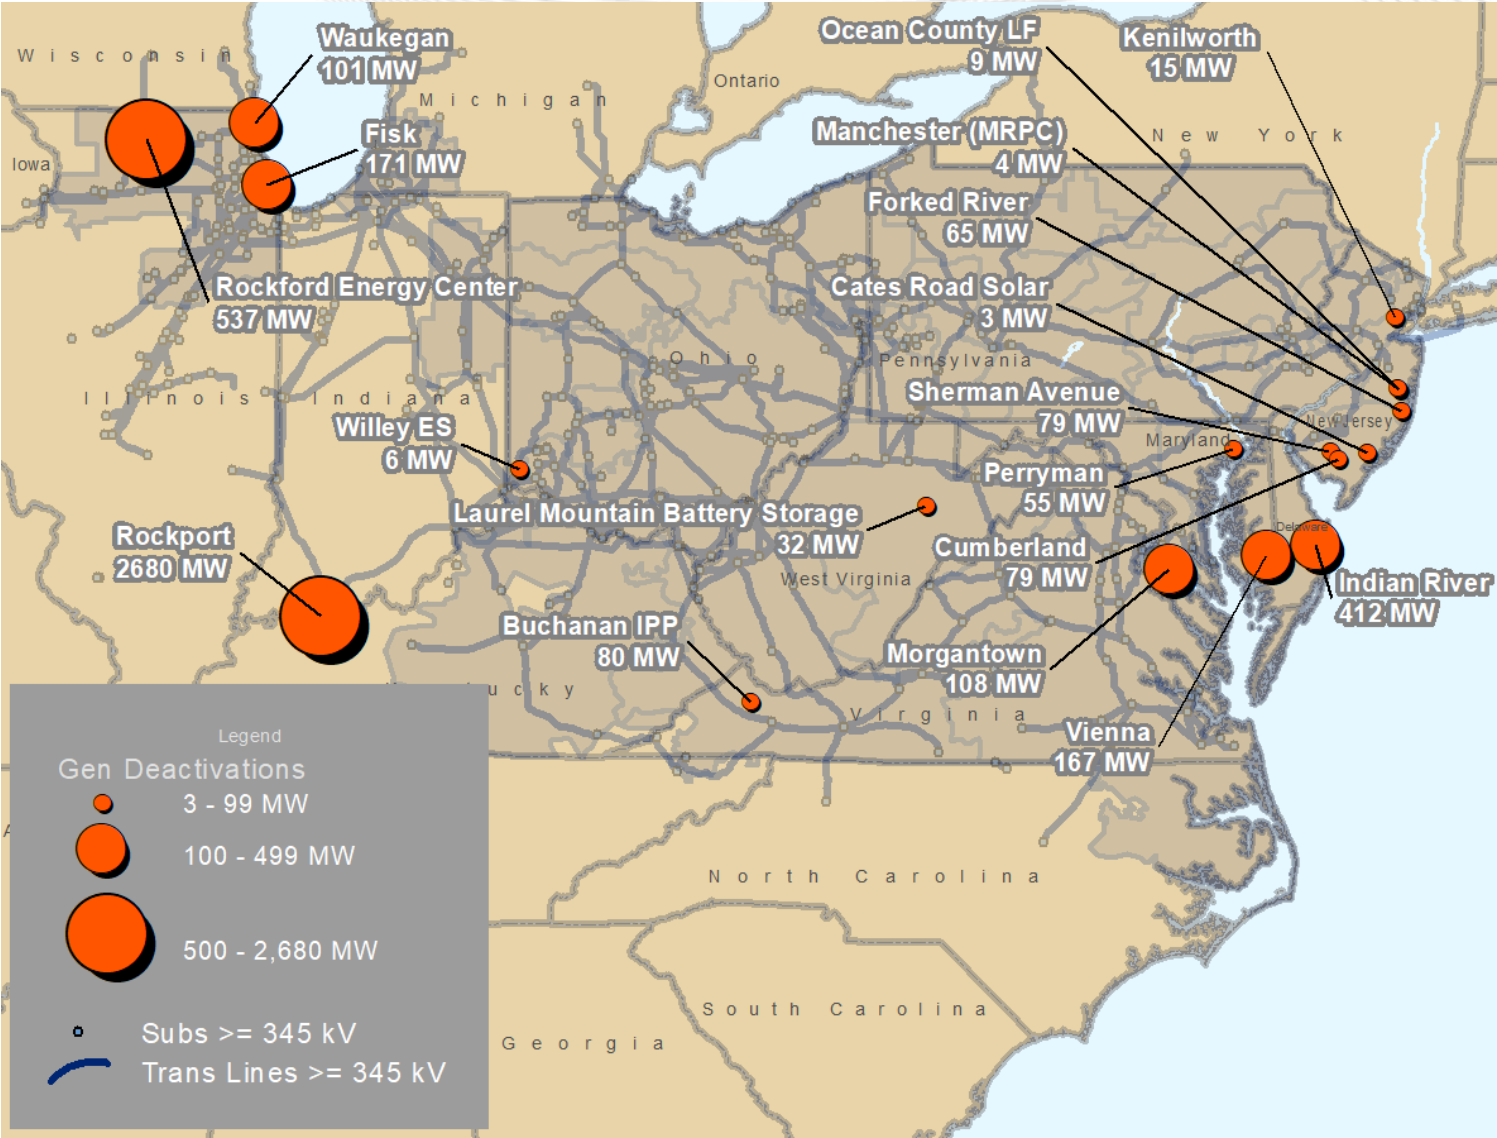 Waukegan
101 MW
Ocean County LF
9 MW
Kenilworth
15 MW
Wisconsin
Michigan
Ontario
New York
Fisk
171 MW
Manchester (MRPC)
4 MW
Iowa
Forked River
65 MW
Rockford Energy Center
537 MW
Cates Road Solar
3 MW
Ohio
Pennsylvania
Illinois
Indiana
Sherman Avenue
79 MW
New Jersey
Maryland
Willey ES
6 MW
Perryman
55 MW
Laurel Mountain Battery Storage
32 MW
Rockport
2680 MW
Delaware
Cumberland
79 MW
West Virginia
Indian River
412 MW
Buchanan IPP
80 MW
Morgantown
108 MW
ucky
Virginia
Vienna
167 MW
Legend
Gen Deactivations
3 - 99 MW
100 - 499 MW
500 - 2,680 MW
Subs >= 345 kV
Trans Lines >= 345 kV
North Carolina
South Carolina
Georgia